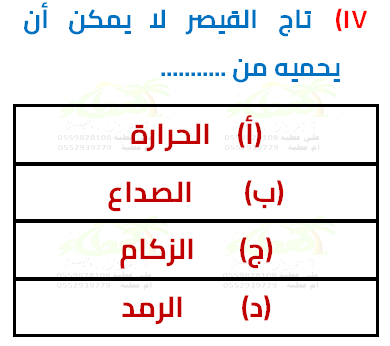 ١٧) تاج القيصر لا يمكن أن
يحميه من ...........
(أ) الحرارة
(ب) الصداع
(ج) الزكام
(د) الرمد